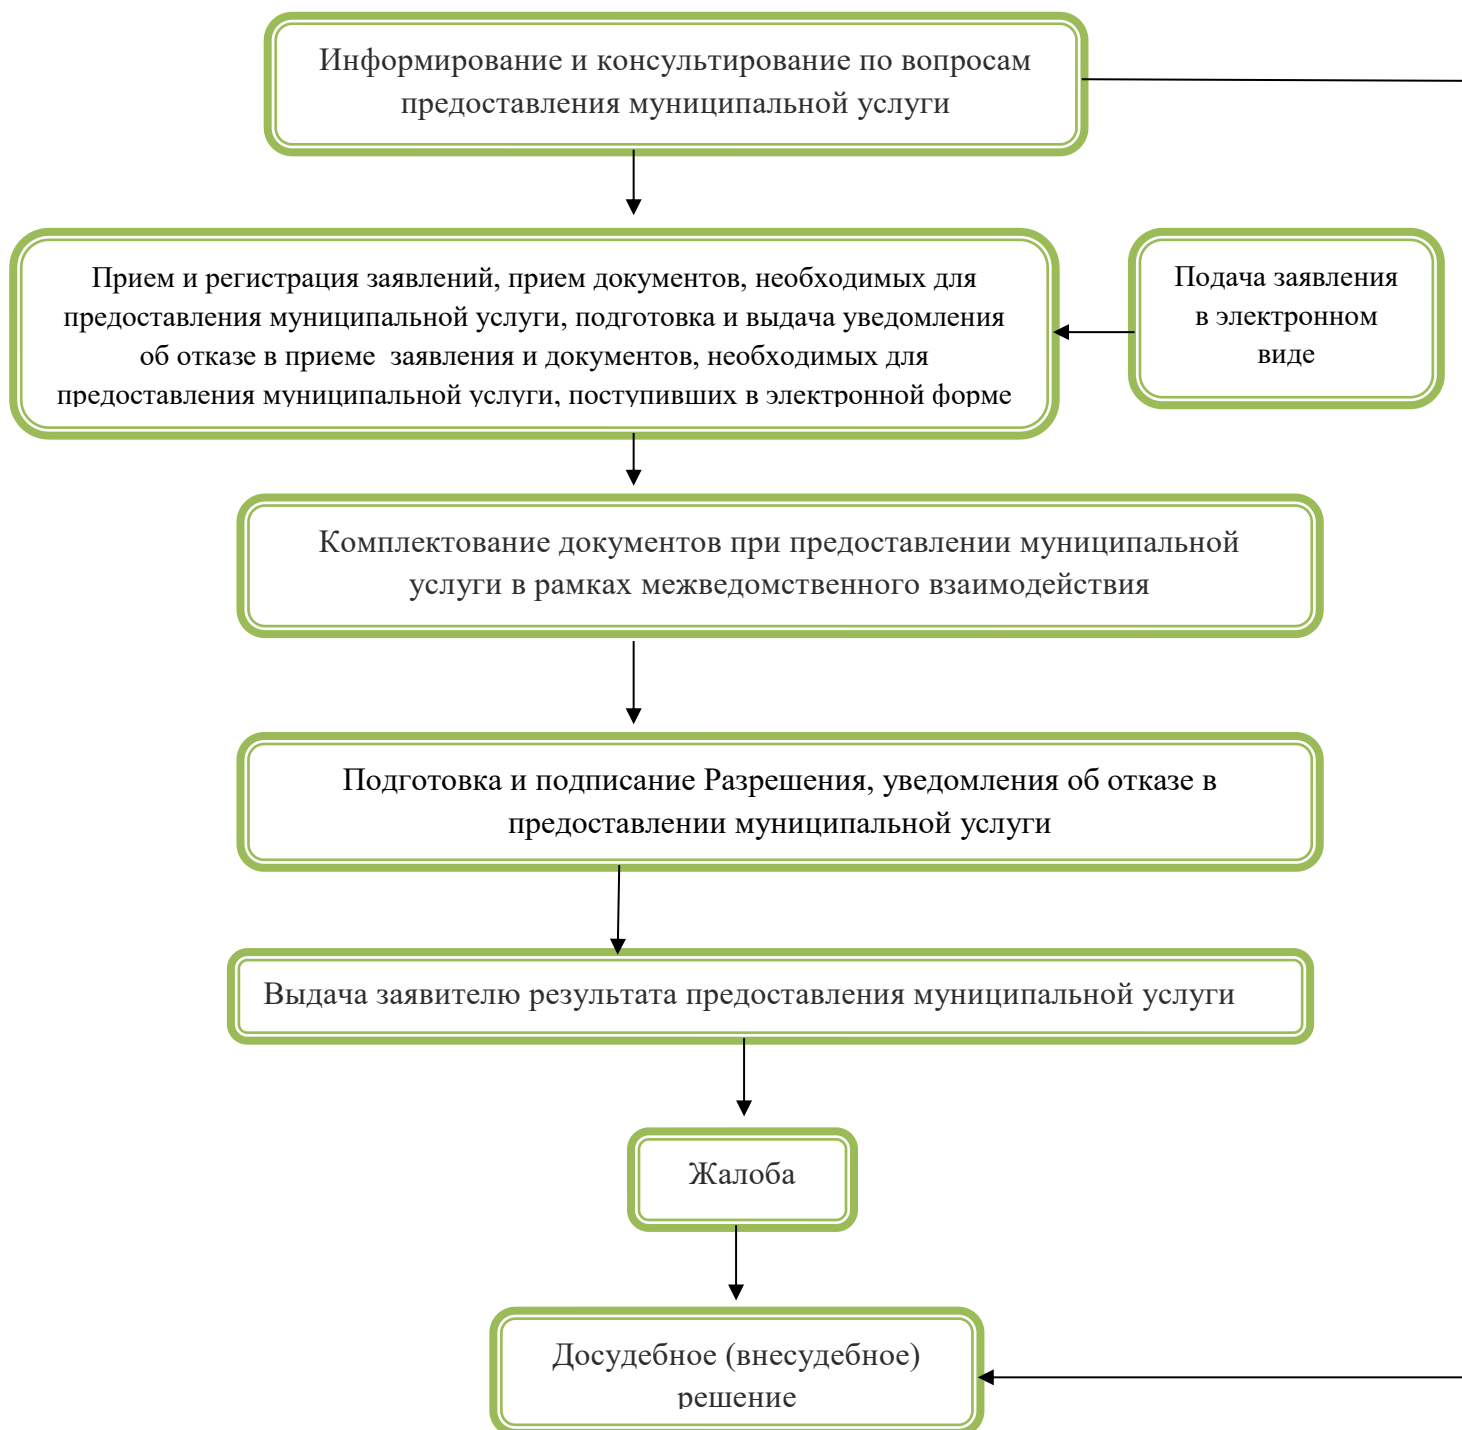 Информирование и консультирование по вопросам
предоставления муниципальной услуги
Прием и регистрация заявлений, прием документов, необходимых для
предоставления муниципальной услуги, подготовка и выдача уведомления
об отказе в приеме заявления и документов, необходимых для
предоставления муниципальной услуги, поступивших в электронной форме
Подача заявления
в электронном
виде
Комплектование документов при предоставлении муниципальной
услуги в рамках межведомственного взаимодействия
Подготовка и подписание Разрешения, уведомления об отказе в
предоставлении муниципальной услуги
Выдача заявителю результата предоставления муниципальной услуги
Жалоба
Досудебное (внесудебное)
решение